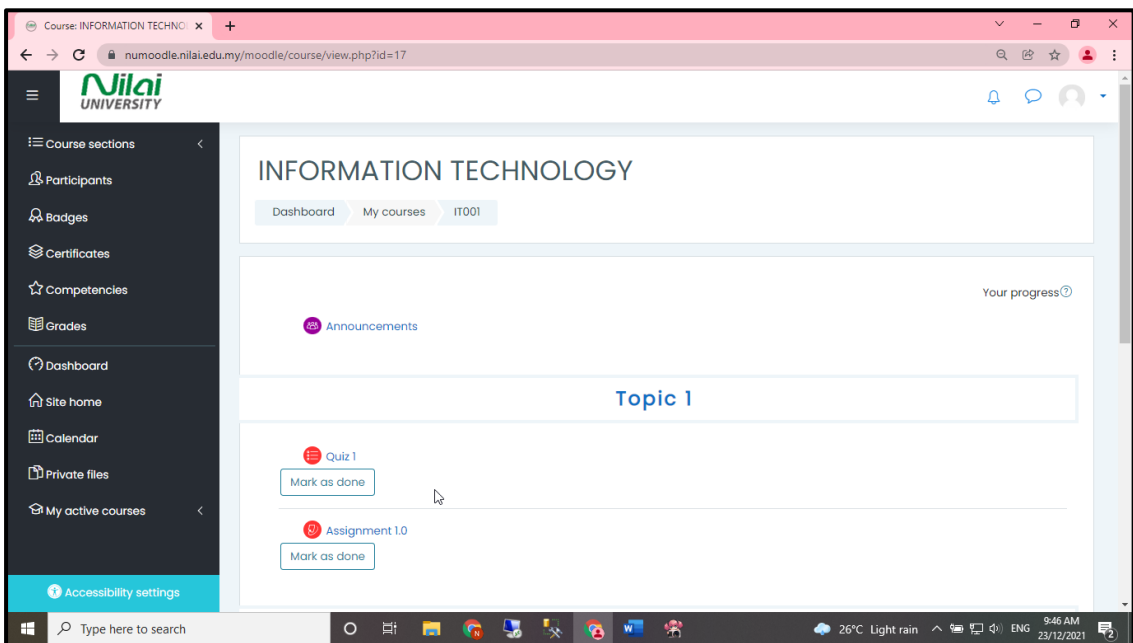 Course: INFORMATION TECHNO
numoodle.nilai.edu.my/moodle/course/view.php?id=17
Nilai
UNIVERSITY
Course sections
Participants
Badges
Certificates
Competencies
Grades
Dashboard
Site home
Calendar
Private files
My active courses
Accessibility settings
INFORMATION TECHNOLOGY
Dashboard My courses IT001
Your progress
Announcements
Topic 1
Quiz 1
Mark as done
Assignment 1.0
Mark as done
Type here to search
26°C Light rain
ENG
9:46 AM
23/12/2021
2